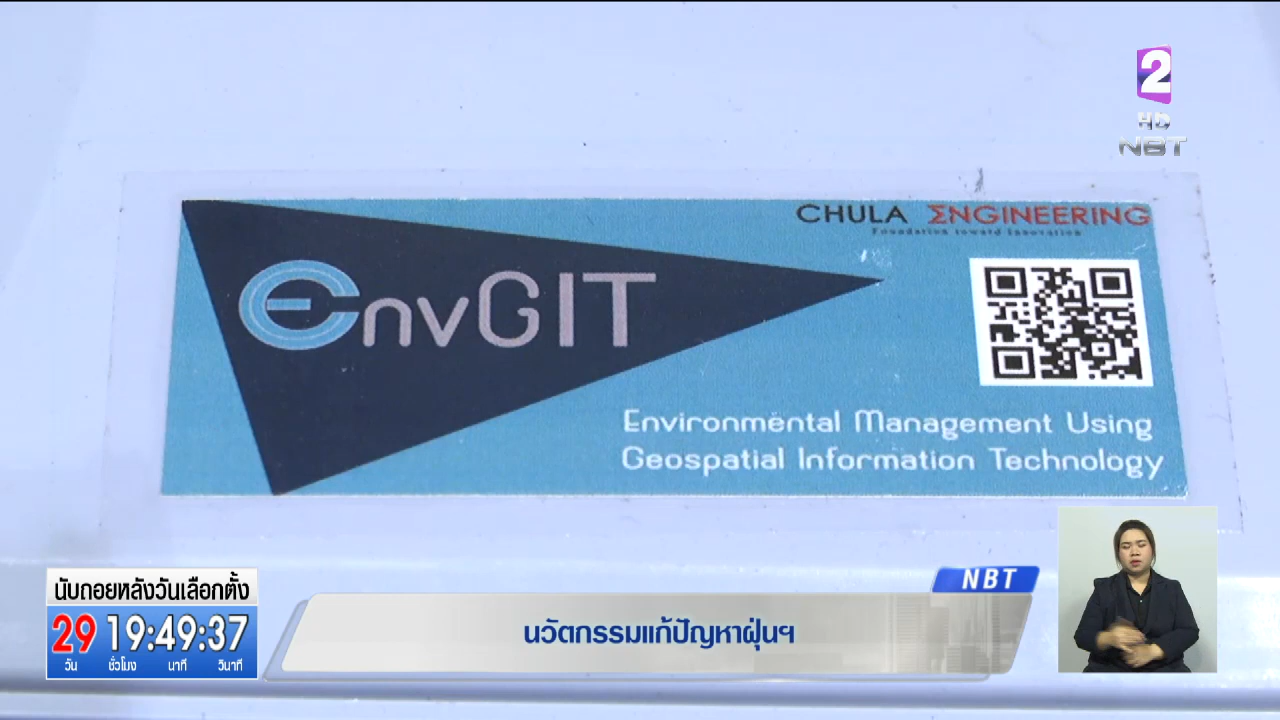 2
HD
NBT
CHULA ΣNGINEERING
Foundation toward Innovation
EnvGIT
Environmental Management Using
Geospatial Information Technology
NBT
นับถอยหลังวันเลือกตั้ง
29 19:49:37
วัน ชั่วโมง นาที วินาที
นวัตกรรมแก้ปัญหาฝุ่นฯ